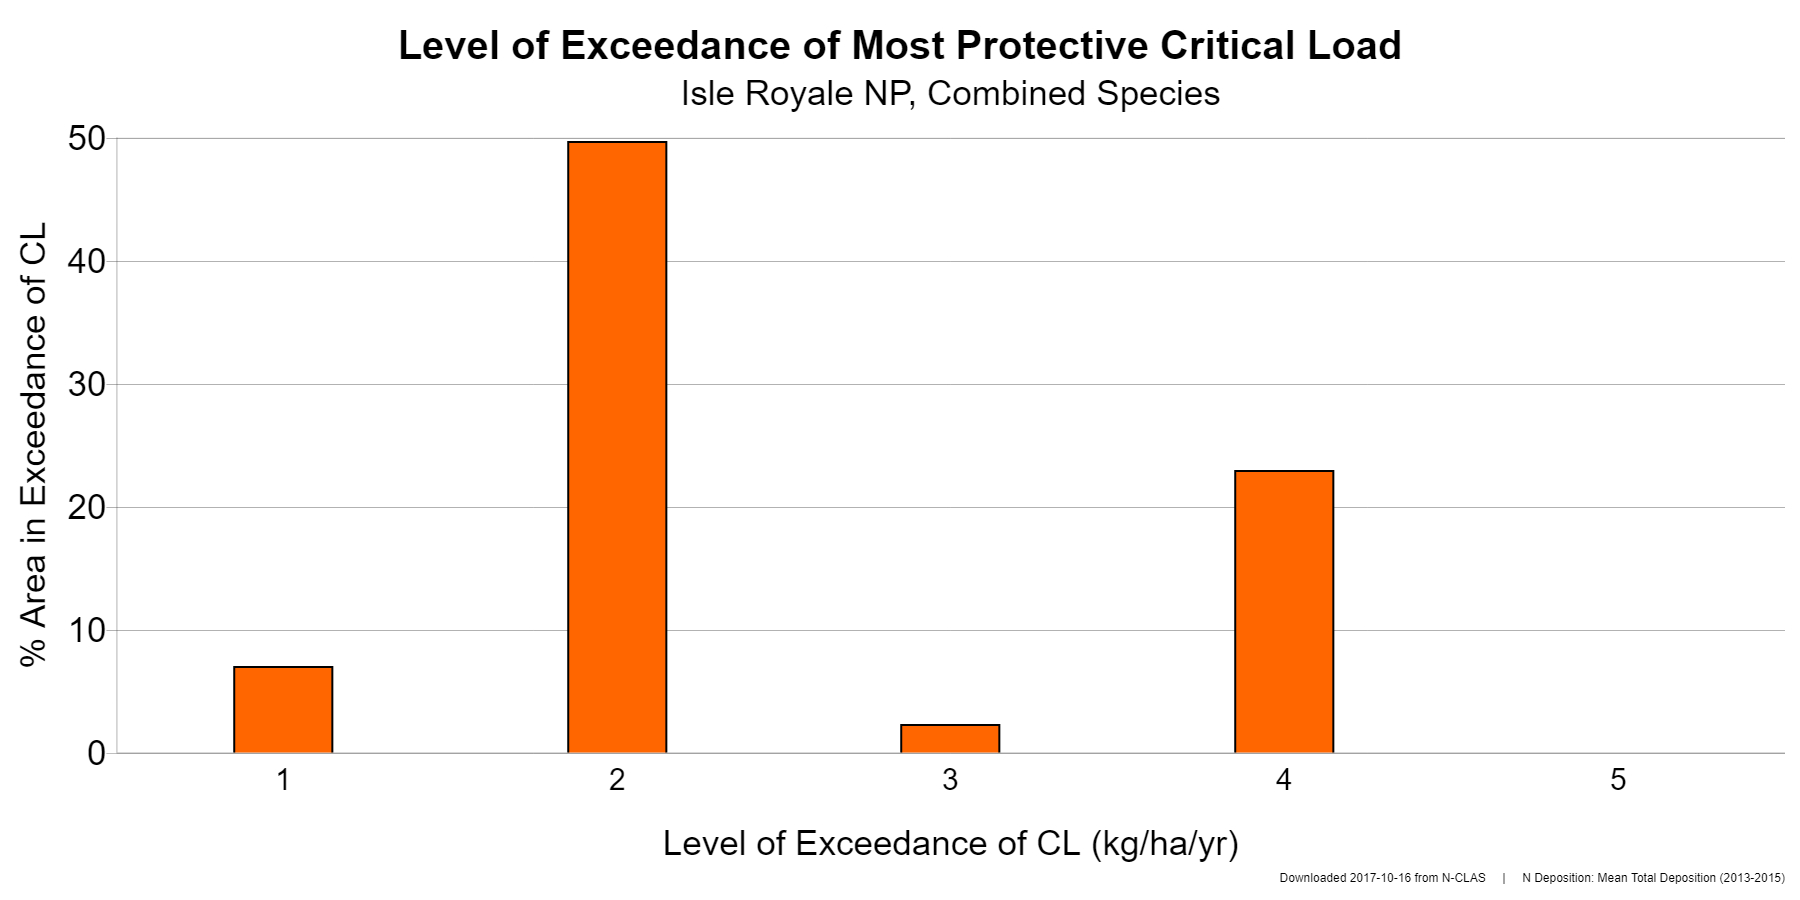 Level of Exceedance of Most Protective Critical Load
Isle Royale NP, Combined Species
% Area in Exceedance of CL
50
40
30
20
10
0
1 2 3 4 5
Level of Exceedance of CL (kg/ha/yr)
Downloaded 2017-10-16 from N-CLAS | N Deposition: Mean Total Deposition (2013-2015)